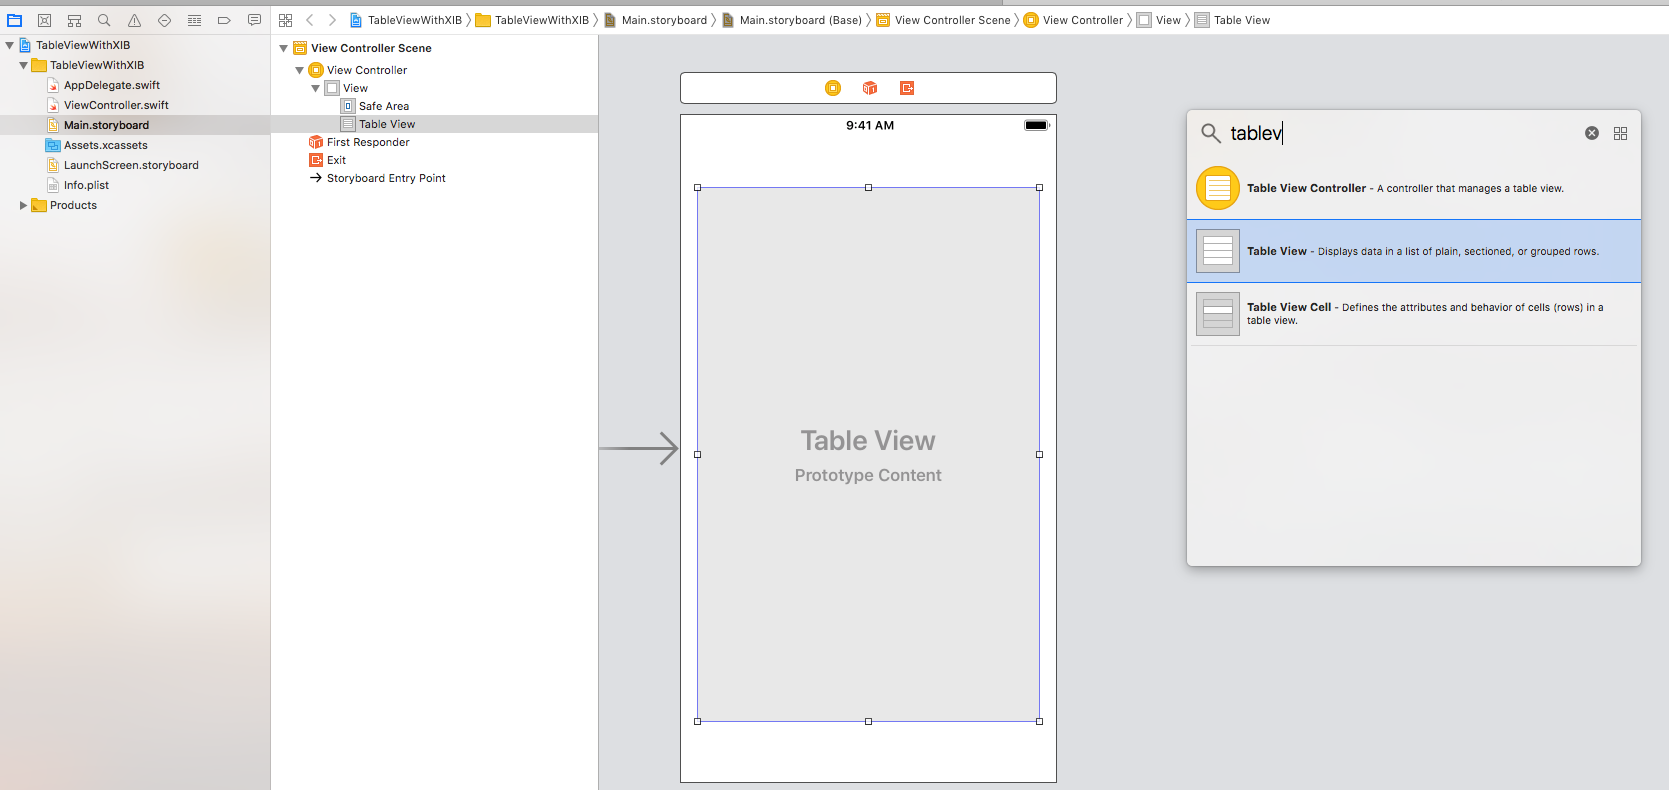 TableViewWithXIB
TableViewWithXIB
Main.storyboard
Main.storyboard (Base)
View Controller Scene
View Controller
View
Table View
TableViewWithXIB
TableViewWithXIB
AppDelegate.swift
ViewController.swift
Main.storyboard
Assets.xcassets
LaunchScreen.storyboard
Info.plist
Products
View Controller Scene
View Controller
View
Safe Area
Table View
First Responder
Exit
Storyboard Entry Point
9:41 AM
Table View
Prototype Content
tablev
Table View Controller - A controller that manages a table view.
Table View - Displays data in a list of plain, sectioned, or grouped rows.
Table View Cell - Defines the attributes and behavior of cells (rows) in a
table view.